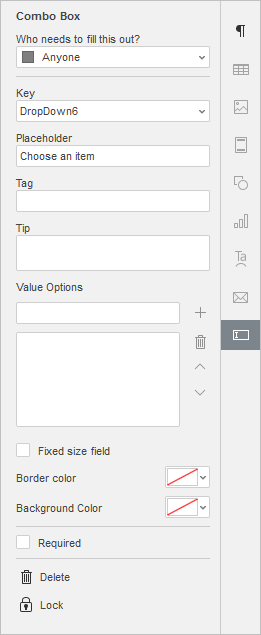 Combo Box
Who needs to fill this out?
Anyone
Key
DropDown6
Placeholder
Choose an item
Tag
Tip
Value Options
Fixed size field
Border color
Background Color
Required
Delete
Lock
¶
Ta